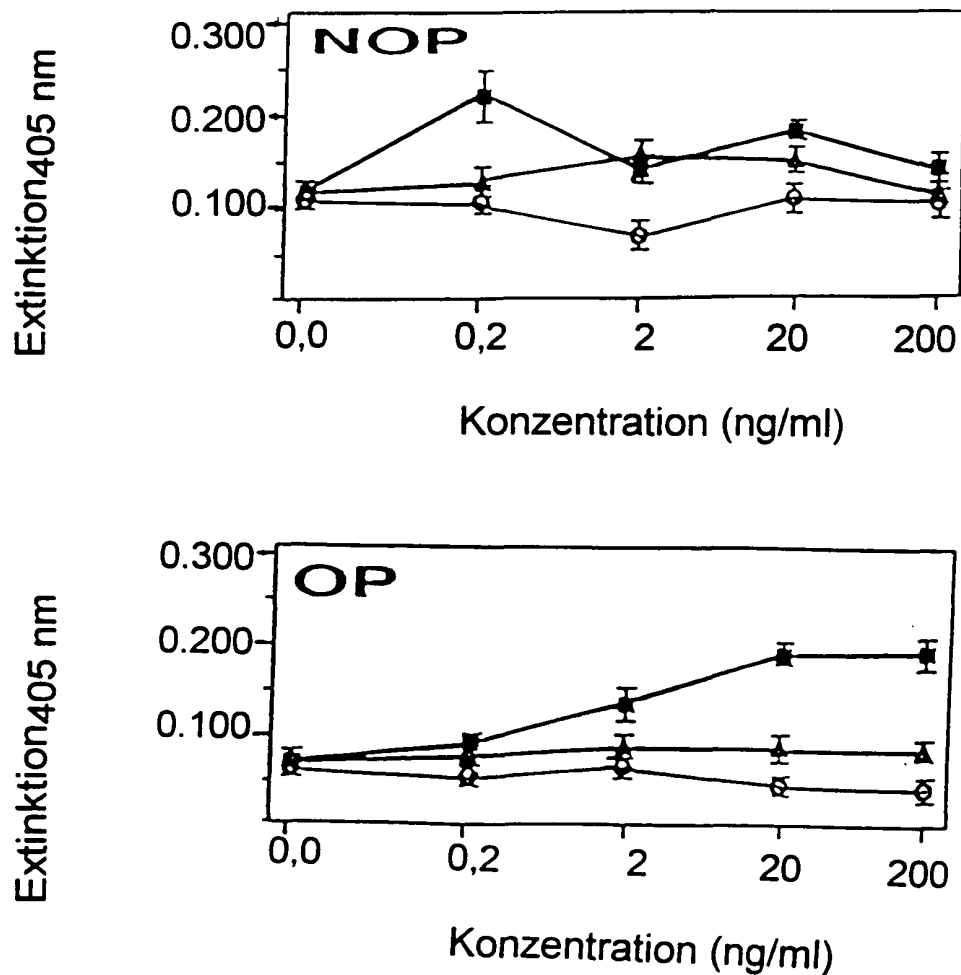 NOP
Extinktion405 nm
0.300
0.200
0.100
0,0 0,2 2 20 200
Konzentration (ng/ml)
OP
Extinktion405 nm
0.300
0.200
0.100
0,0 0,2 2 20 200
Konzentration (ng/ml)